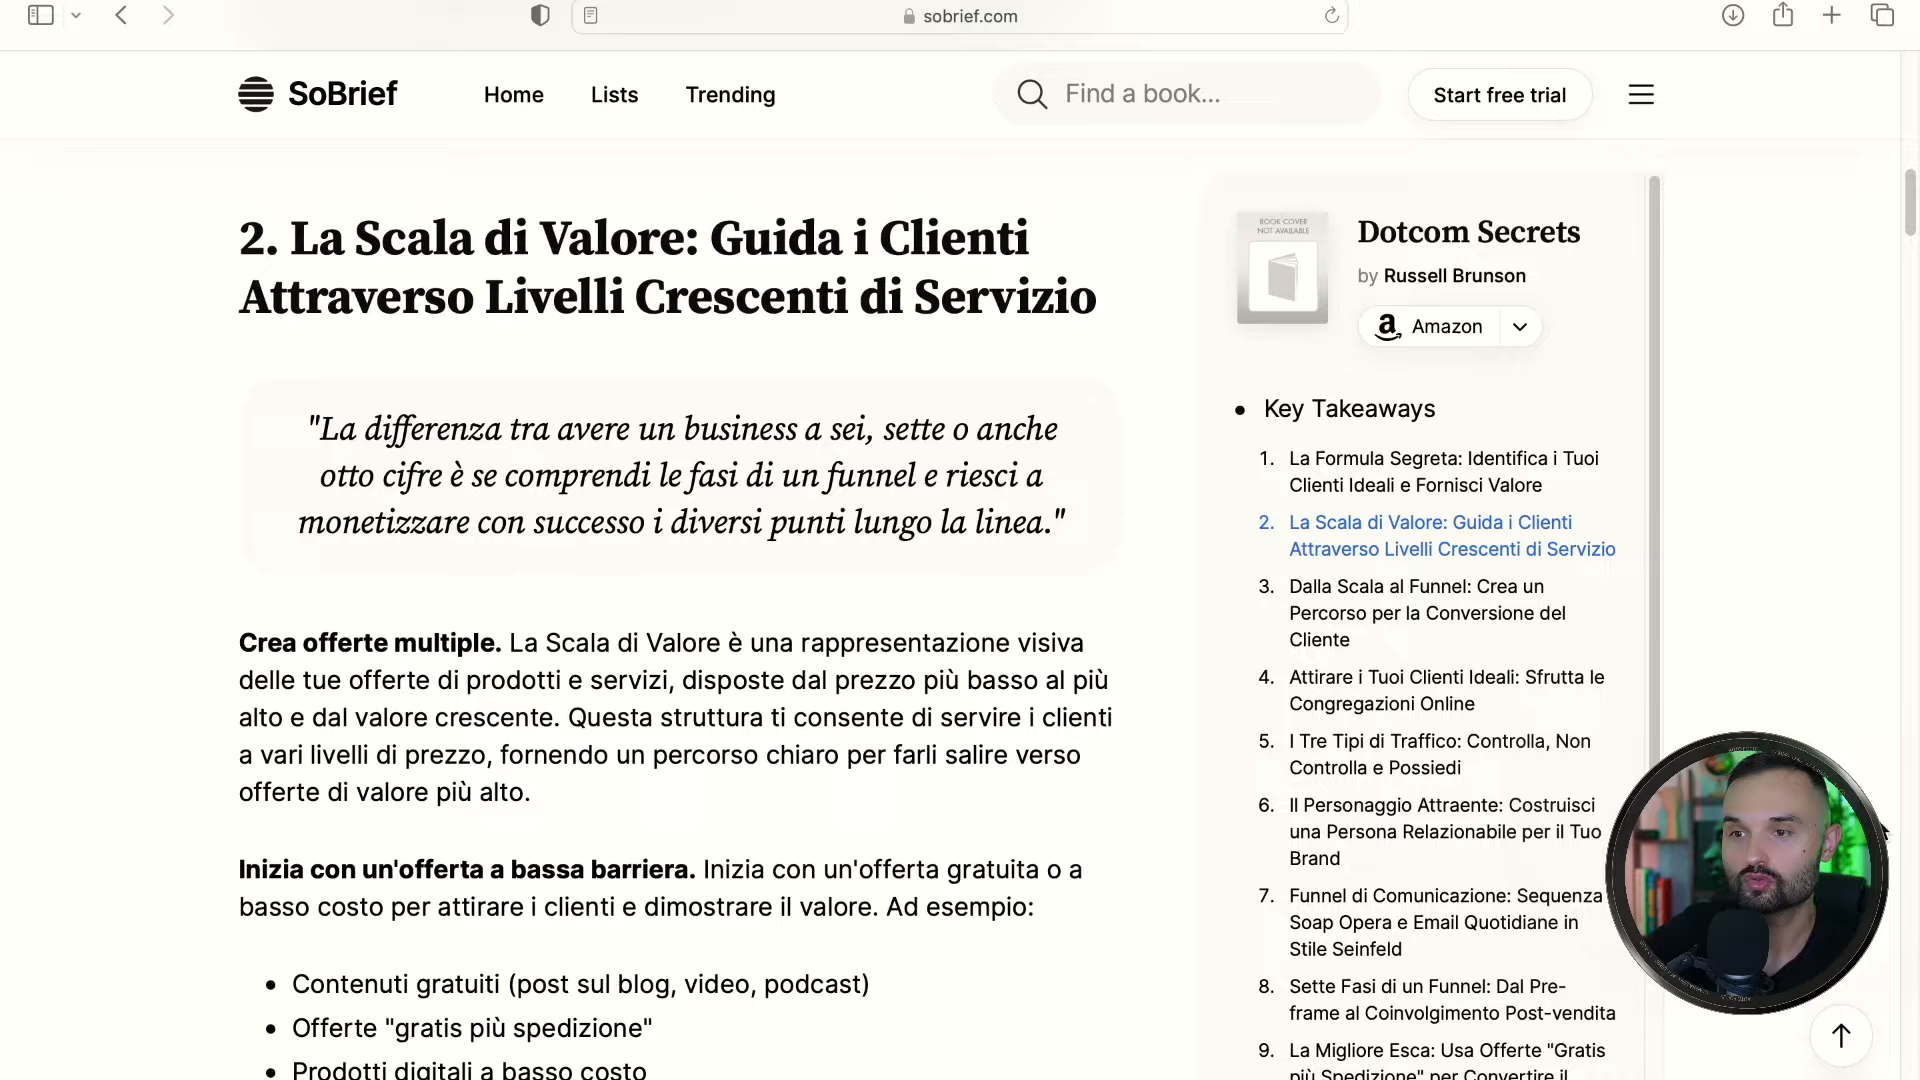 sobrief.com
SoBrief
Home
Lists
Trending
Find a book...
Start free trial
2. La Scala di Valore: Guida i Clienti
Attraverso Livelli Crescenti di Servizio
"La differenza tra avere un business a sei, sette o anche
otto cifre è se comprendi le fasi di un funnel e riesci a
monetizzare con successo i diversi punti lungo la linea."
Crea offerte multiple. La Scala di Valore è una rappresentazione visiva
delle tue offerte di prodotti e servizi, disposte dal prezzo più basso al più
alto e dal valore crescente. Questa struttura ti consente di servire i clienti
a vari livelli di prezzo, fornendo un percorso chiaro per farli salire verso
offerte di valore più alto.
Inizia con un'offerta a bassa barriera. Inizia con un'offerta gratuita o a
basso costo per attirare i clienti e dimostrare il valore. Ad esempio:
• Contenuti gratuiti (post sul blog, video, podcast)
• Offerte "gratis più spedizione"
• Prodotti digitali a basso costo
BOOK COVER
NOT AVAILABLE
Dotcom Secrets
by Russell Brunson
Amazon
• Key Takeaways
1. La Formula Segreta: Identifica i Tuoi
Clienti Ideali e Fornisci Valore
2. La Scala di Valore: Guida i Clienti
Attraverso Livelli Crescenti di Servizio
3. Dalla Scala al Funnel: Crea un
Percorso per la Conversione del
Cliente
4. Attirare i Tuoi Clienti Ideali: Sfrutta le
Congregazioni Online
5. I Tre Tipi di Traffico: Controlla, Non
Controlla e Possiedi
6. Il Personaggio Attraente: Costruisci
una Persona Relazionabile per il Tuo
Brand
7. Funnel di Comunicazione: Sequenza
Soap Opera e Email Quotidiane in
Stile Seinfeld
8. Sette Fasi di un Funnel: Dal Pre-
frame al Coinvolgimento Post-vendita
9. La Migliore Esca: Usa Offerte "Gratis
più Spedizione" per Convertire il